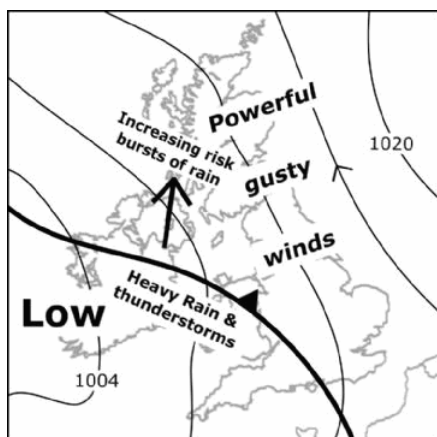 Powerful
Increasing risk
bursts of rain
1020
gusty
winds
Heavy Rain &
thunderstorms
Low
1004